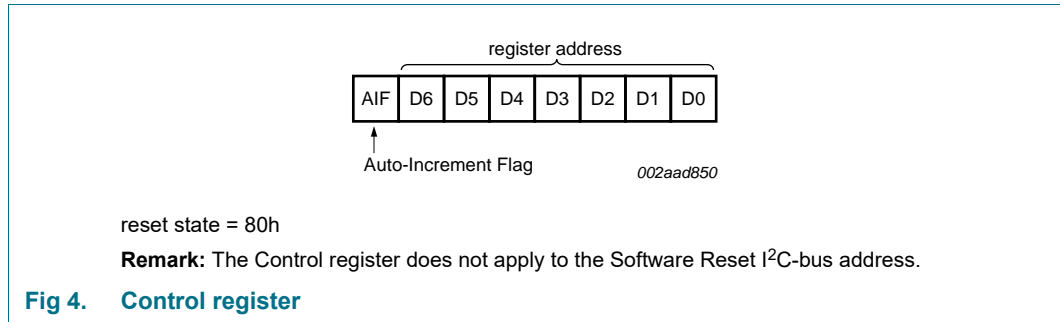 register address
AIF D6 D5 D4 D3 D2 D1 D0
Auto-Increment Flag
002aad850
reset state = 80h
Remark: The Control register does not apply to the Software Reset I²C-bus address.
Fig 4. Control register